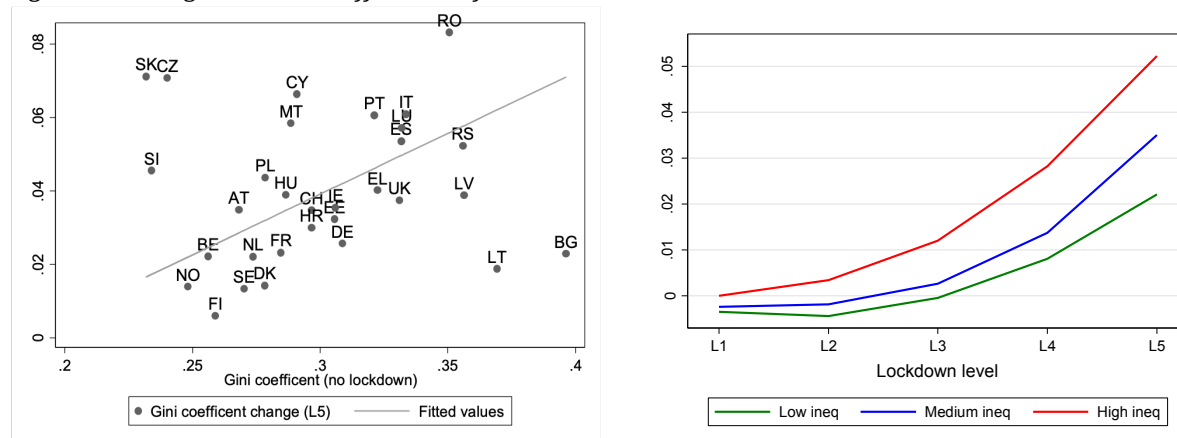 .08
.06
.04
.02
0
RO
SK CZ
CY
MT
PT
IT
LU
ES
RS
SI
PL
HU
EL
UK
LV
AT
CH
IE
EE
HR
DE
BE
NL
FR
BG
LT
NO
SE
DK
FI
.2 .25 .3 .35 .4
Gini coefficent (no lockdown)
Gini coefficent change (L5) Fitted values
.05
.04
.03
.02
.01
0
L1 L2 L3 L4 L5
Lockdown level
Low ineq Medium ineq High ineq